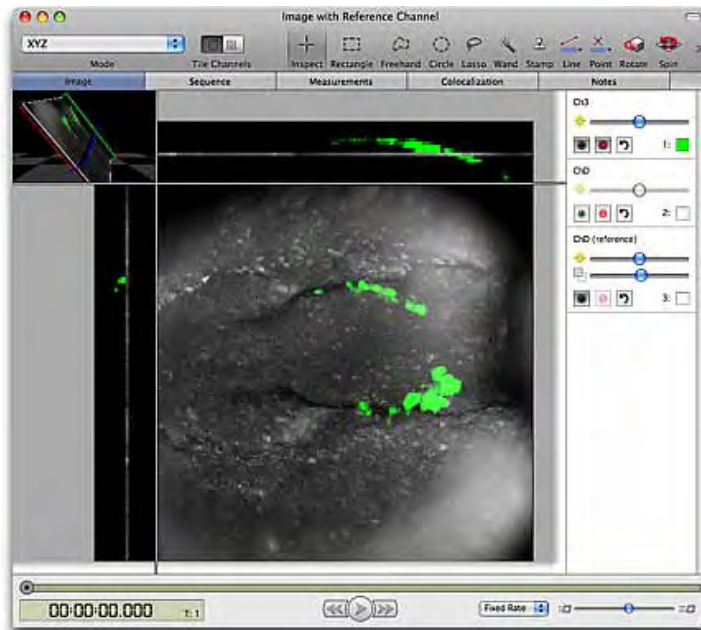 Image with Reference Channel
XYZ
Mode
Tile Channels
Inspect Rectangle Freehand Circle Lasso Wand Stamp Line Point Rotate Spin
Image Sequence Measurements Colocalization Notes
Ch3
1:
ChD
2:
ChD (reference)
3:
00:00:00.000 T: 1
Fixed Rate